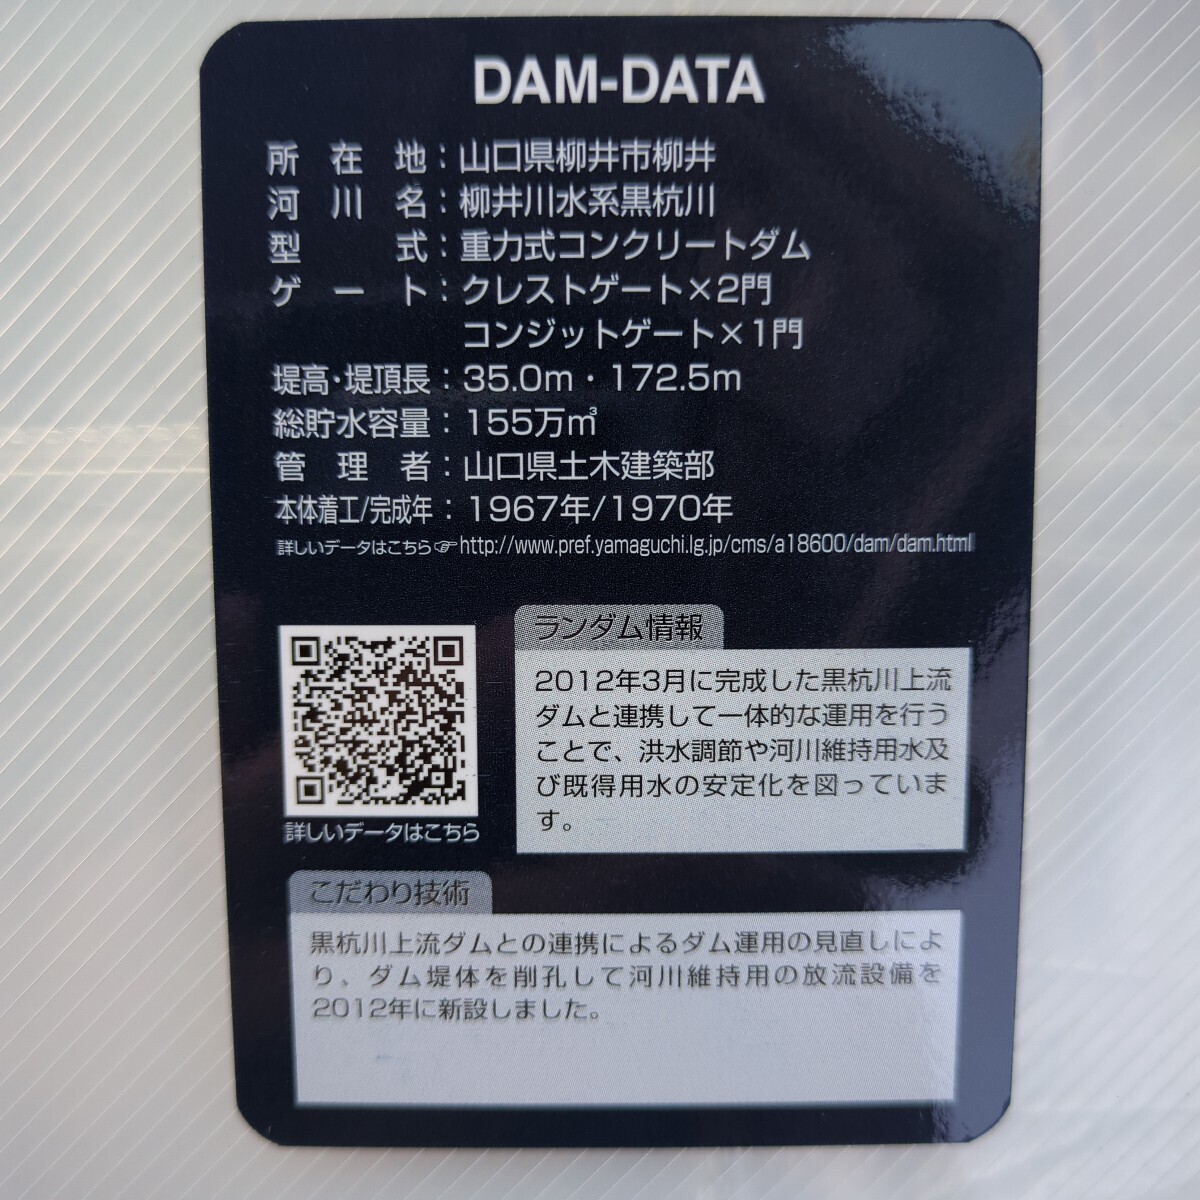 DAM-DATA
所在地：山口県柳井市柳井
河川名：柳井川水系黒杭川
型式：重力式コンクリートダム
ゲート：クレストゲート×2門
コンジットゲート×1門
堤高・堤頂長：35.0m・172.5m
総貯水容量：155万㎥
管理者：山口県土木建築部
本体着工/完成年：1967年/1970年
詳しいデータはこちら☞http://www.pref.yamaguchi.lg.jp/cms/a18600/dam/dam.html
ランダム情報
2012年3月に完成した黒杭川上流
ダムと連携して一体的な運用を行う
ことで、洪水調節や河川維持用水及
び既得用水の安定化を図っていま
す。
詳しいデータはこちら
こだわり技術
黒杭川上流ダムとの連携によるダム運用の見直しによ
り、ダム堤体を削孔して河川維持用の放流設備を
2012年に新設しました。